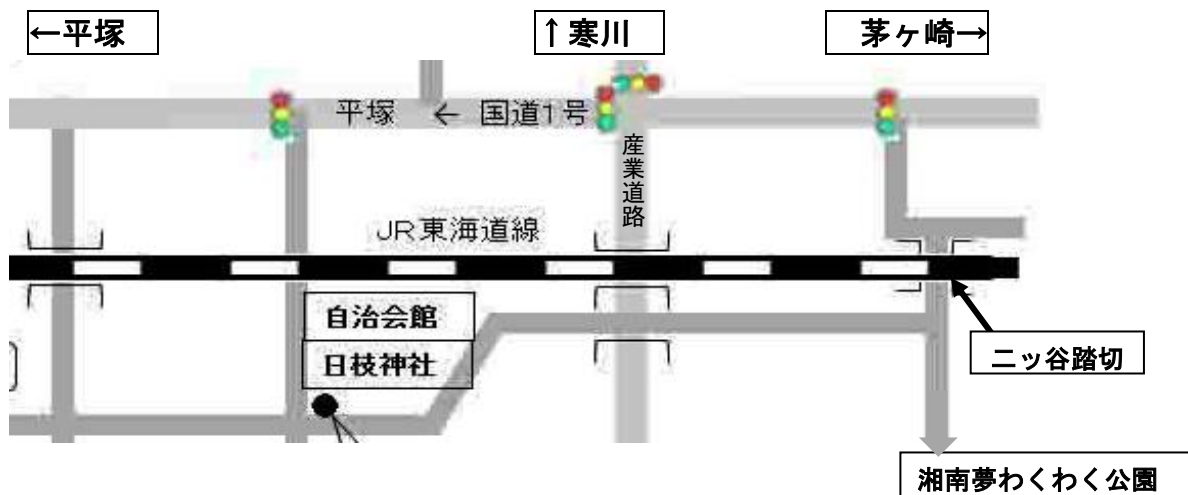 ←平塚
↑寒川
茅ヶ崎→
平塚 ← 国道1号
産業道路
JR東海道線
自治会館
日枝神社
二ッ谷踏切
湘南夢わくわく公園